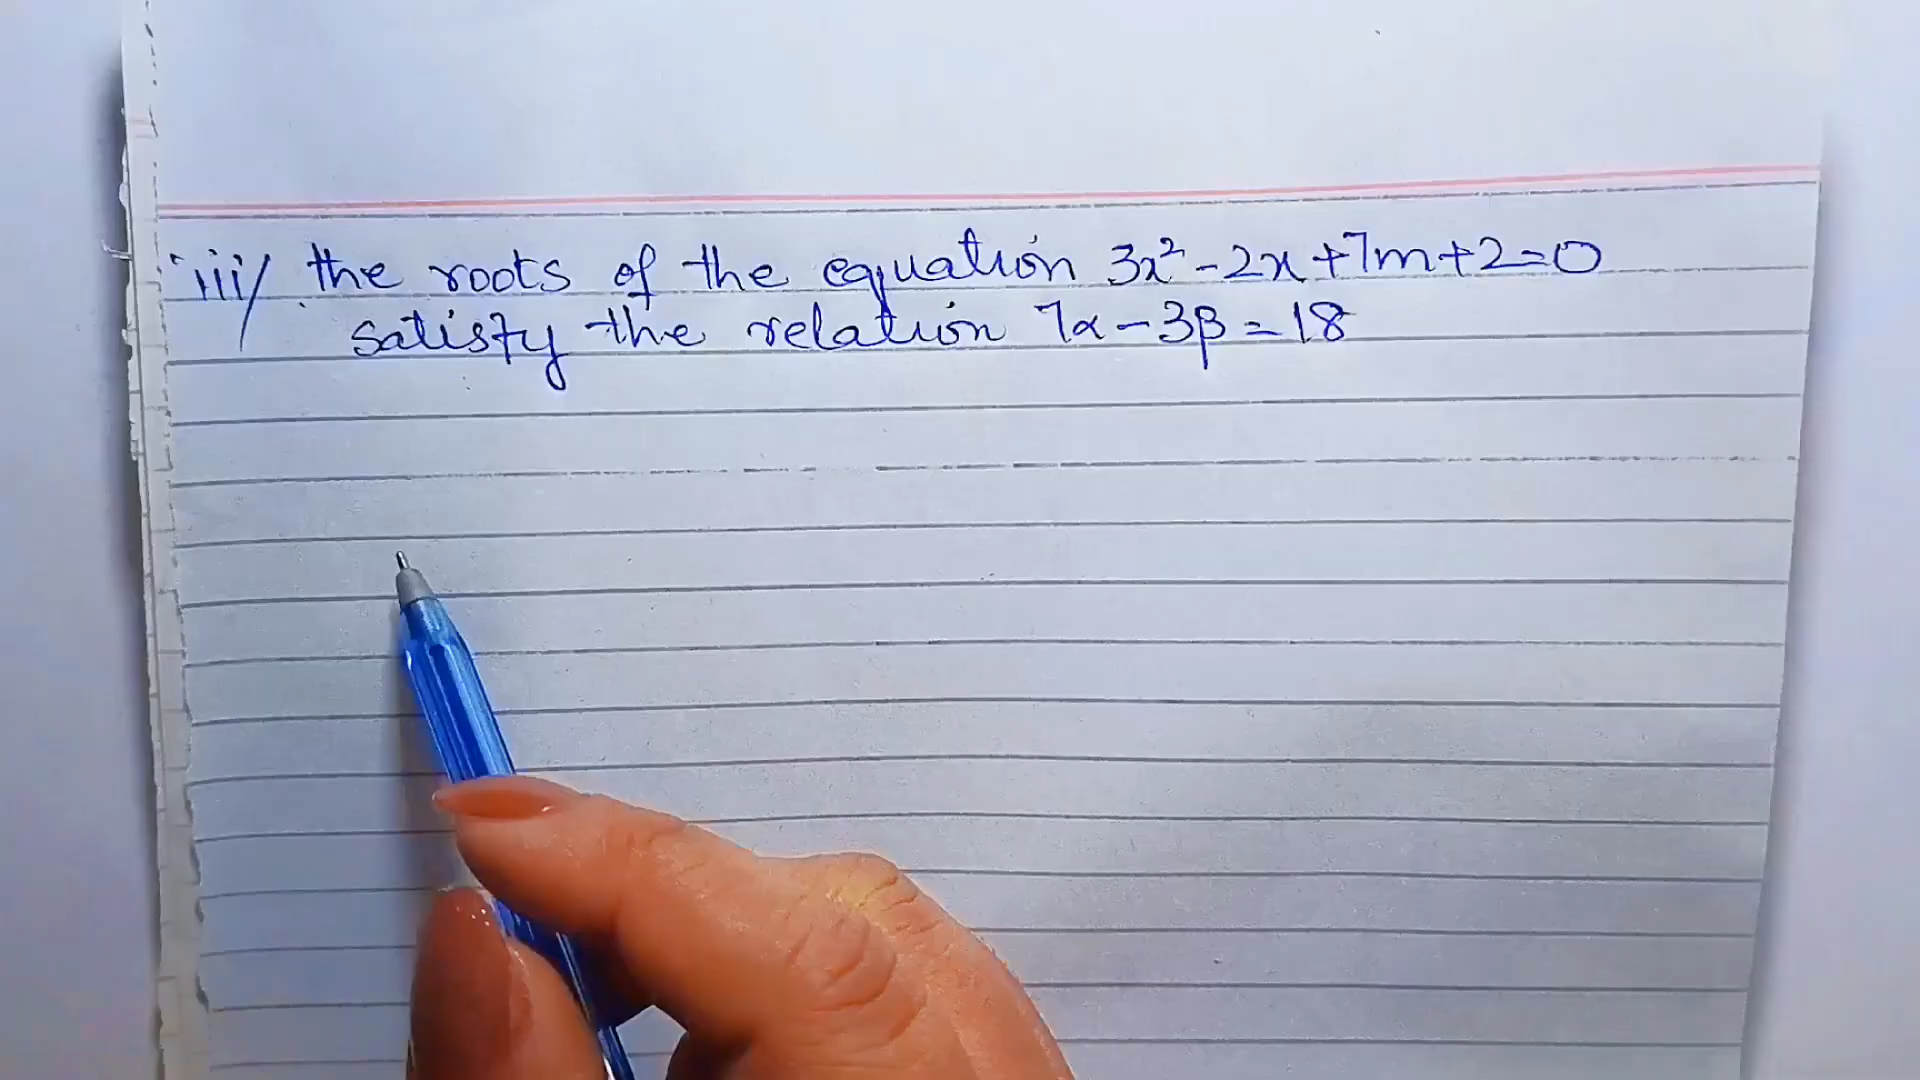 iii/ the roots of the equation 3x² - 2x + 7m + 2 = 0
satisfy the relation 7α - 3β = 18